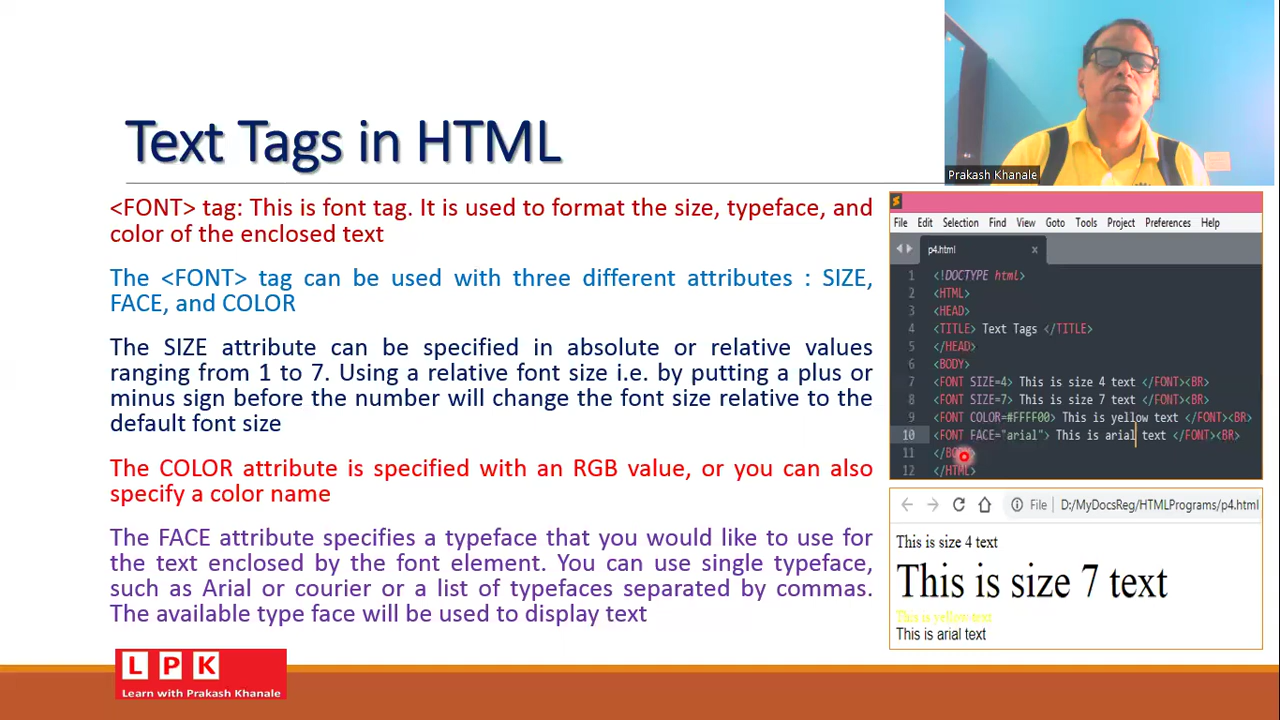 Prakash Khanale
Text Tags in HTML
<FONT> tag: This is font tag. It is used to format the size, typeface, and
color of the enclosed text
The <FONT> tag can be used with three different attributes : SIZE,
FACE, and COLOR
The SIZE attribute can be specified in absolute or relative values
ranging from 1 to 7. Using a relative font size i.e. by putting a plus or
minus sign before the number will change the font size relative to the
default font size
The COLOR attribute is specified with an RGB value, or you can also
specify a color name
The FACE attribute specifies a typeface that you would like to use for
the text enclosed by the font element. You can use single typeface,
such as Arial or courier or a list of typefaces separated by commas.
The available type face will be used to display text
L P K
Learn with Prakash Khanale
File Edit Selection Find View Goto Tools Project Preferences Help
p4.html x
1 <!DOCTYPE html>
2 <HTML>
3 <HEAD>
4 <TITLE> Text Tags </TITLE>
5 </HEAD>
6 <BODY>
7 <FONT SIZE=4> This is size 4 text </FONT><BR>
8 <FONT SIZE=7> This is size 7 text </FONT><BR>
9 <FONT COLOR=#FFFF00> This is yellow text </FONT><BR>
10 <FONT FACE="arial"> This is arial text </FONT><BR>
11 </BODY>
12 </HTML>
File D:/MyDocsReg/HTMLPrograms/p4.html
This is size 4 text
This is size 7 text
This is yellow text
This is arial text